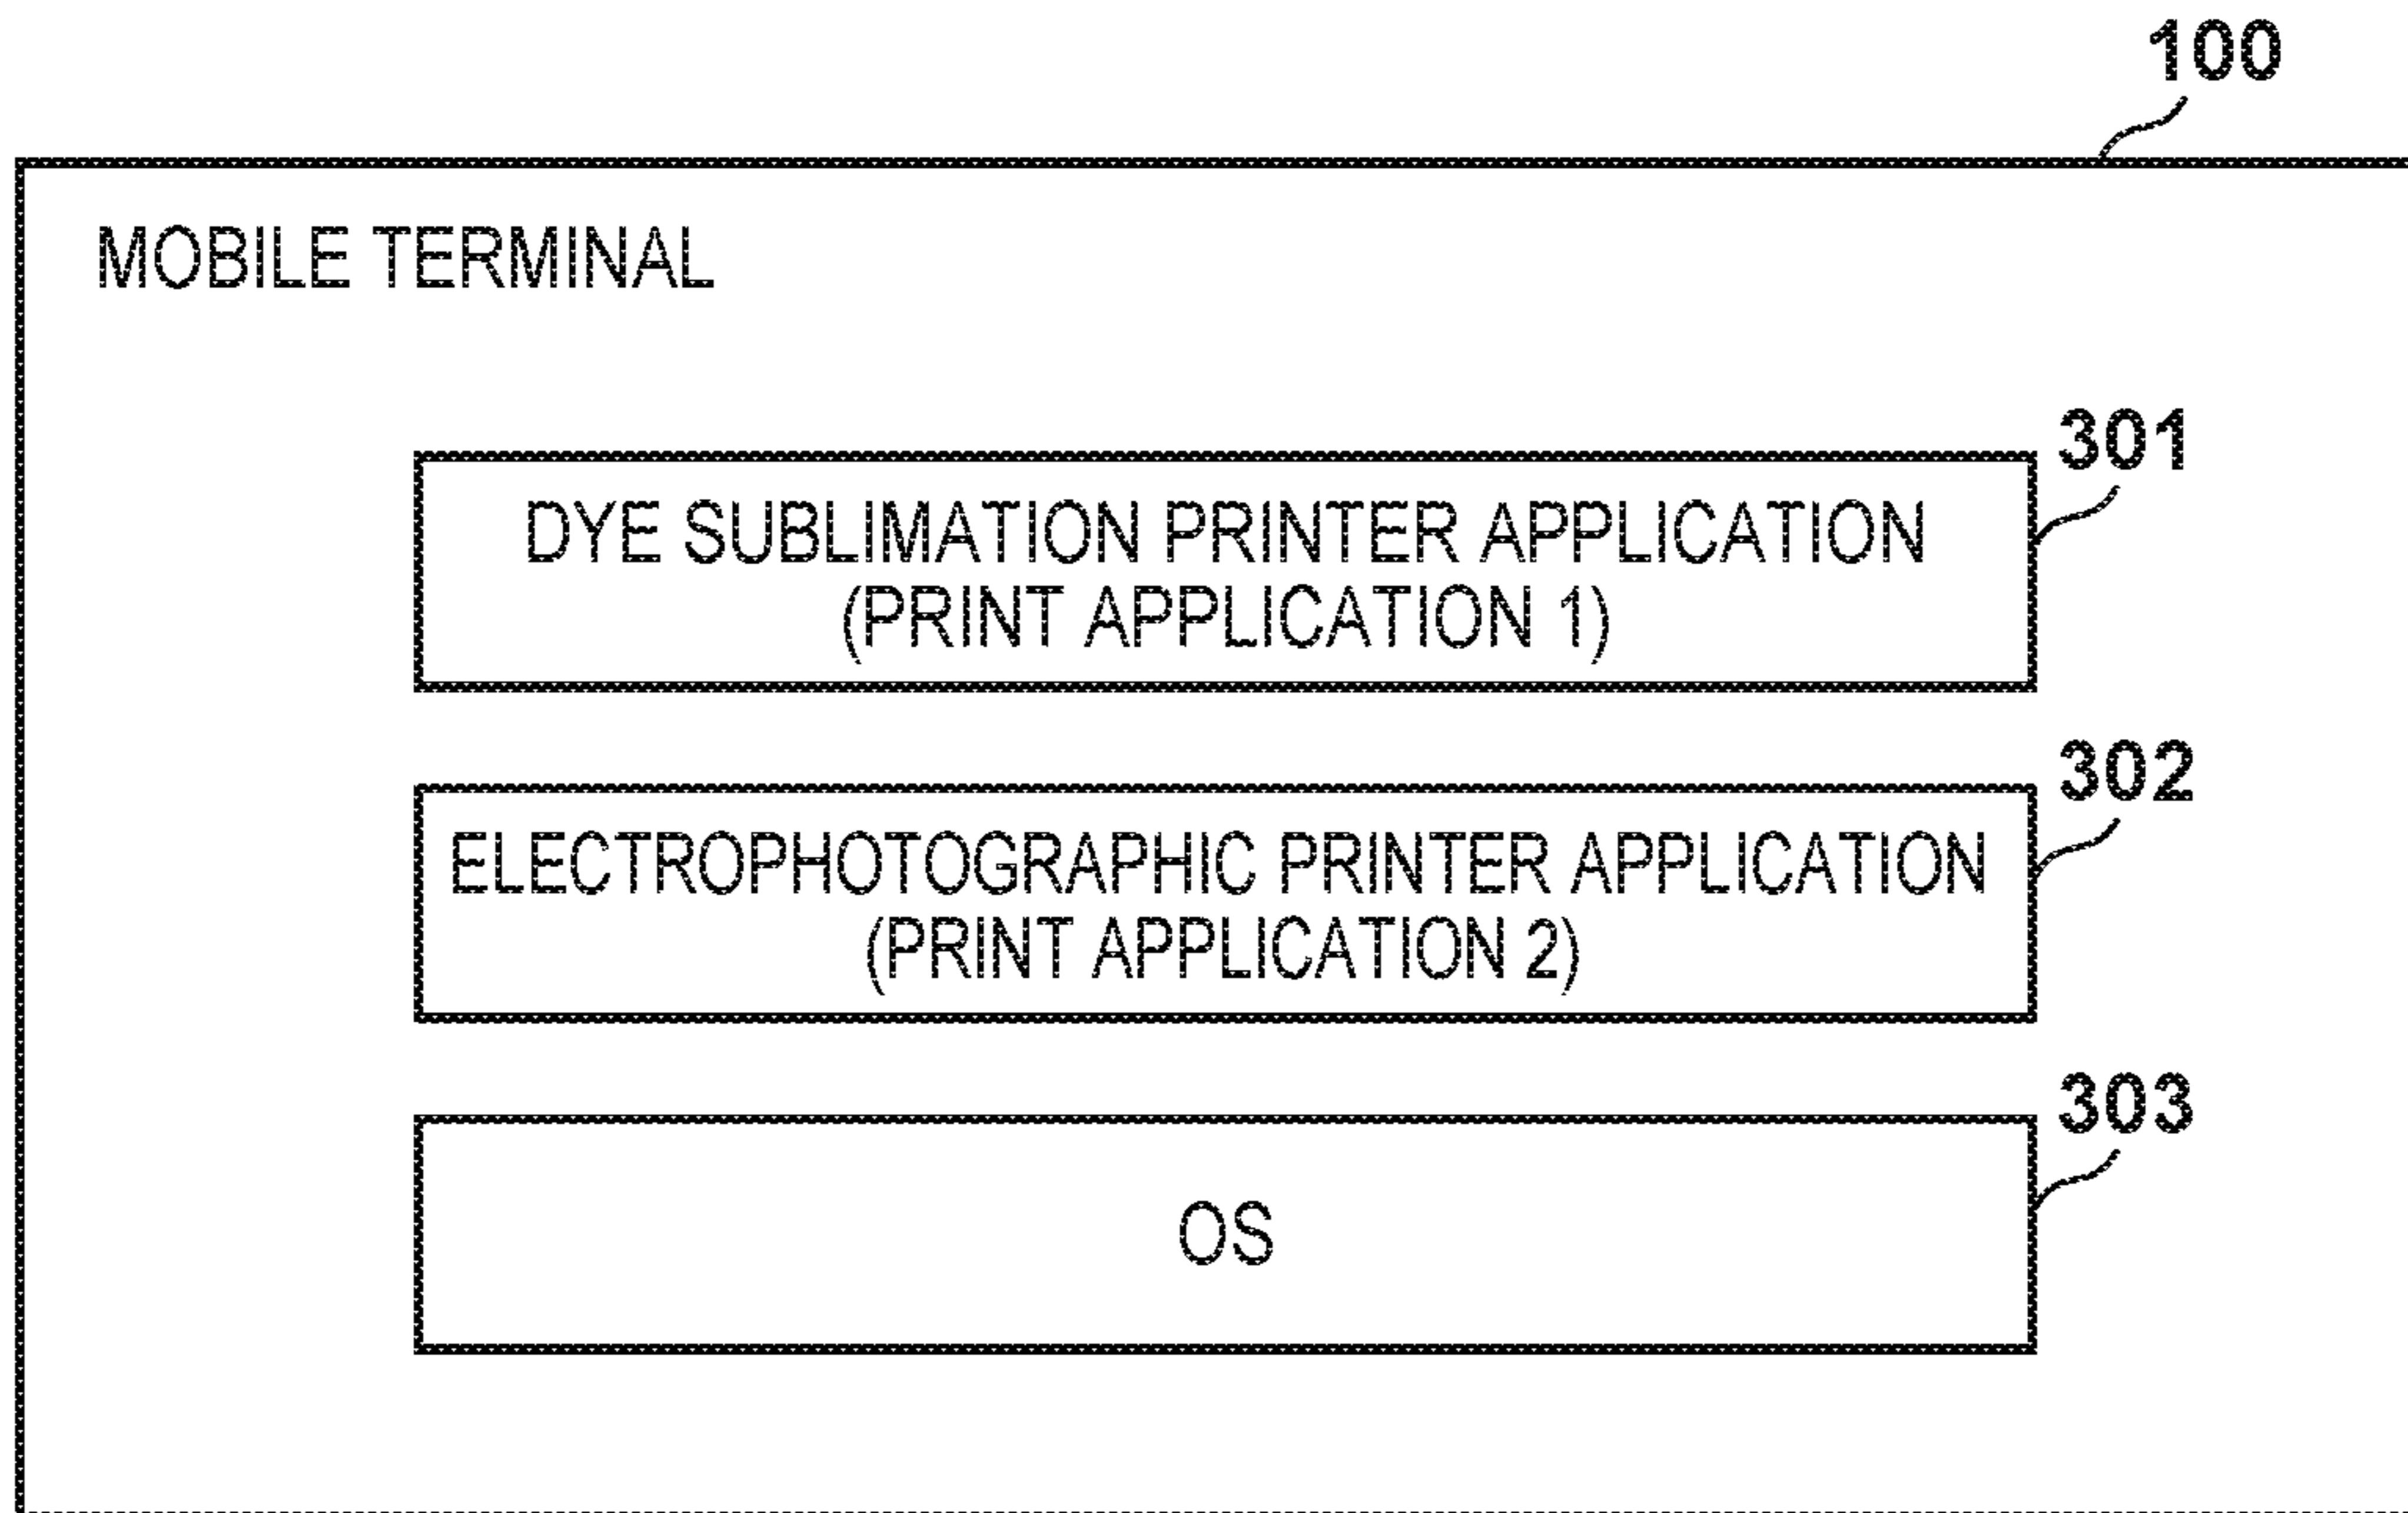 100
MOBILE TERMINAL
301
DYE SUBLIMATION PRINTER APPLICATION
(PRINT APPLICATION 1)
302
ELECTROPHOTOGRAPHIC PRINTER APPLICATION
(PRINT APPLICATION 2)
303
OS